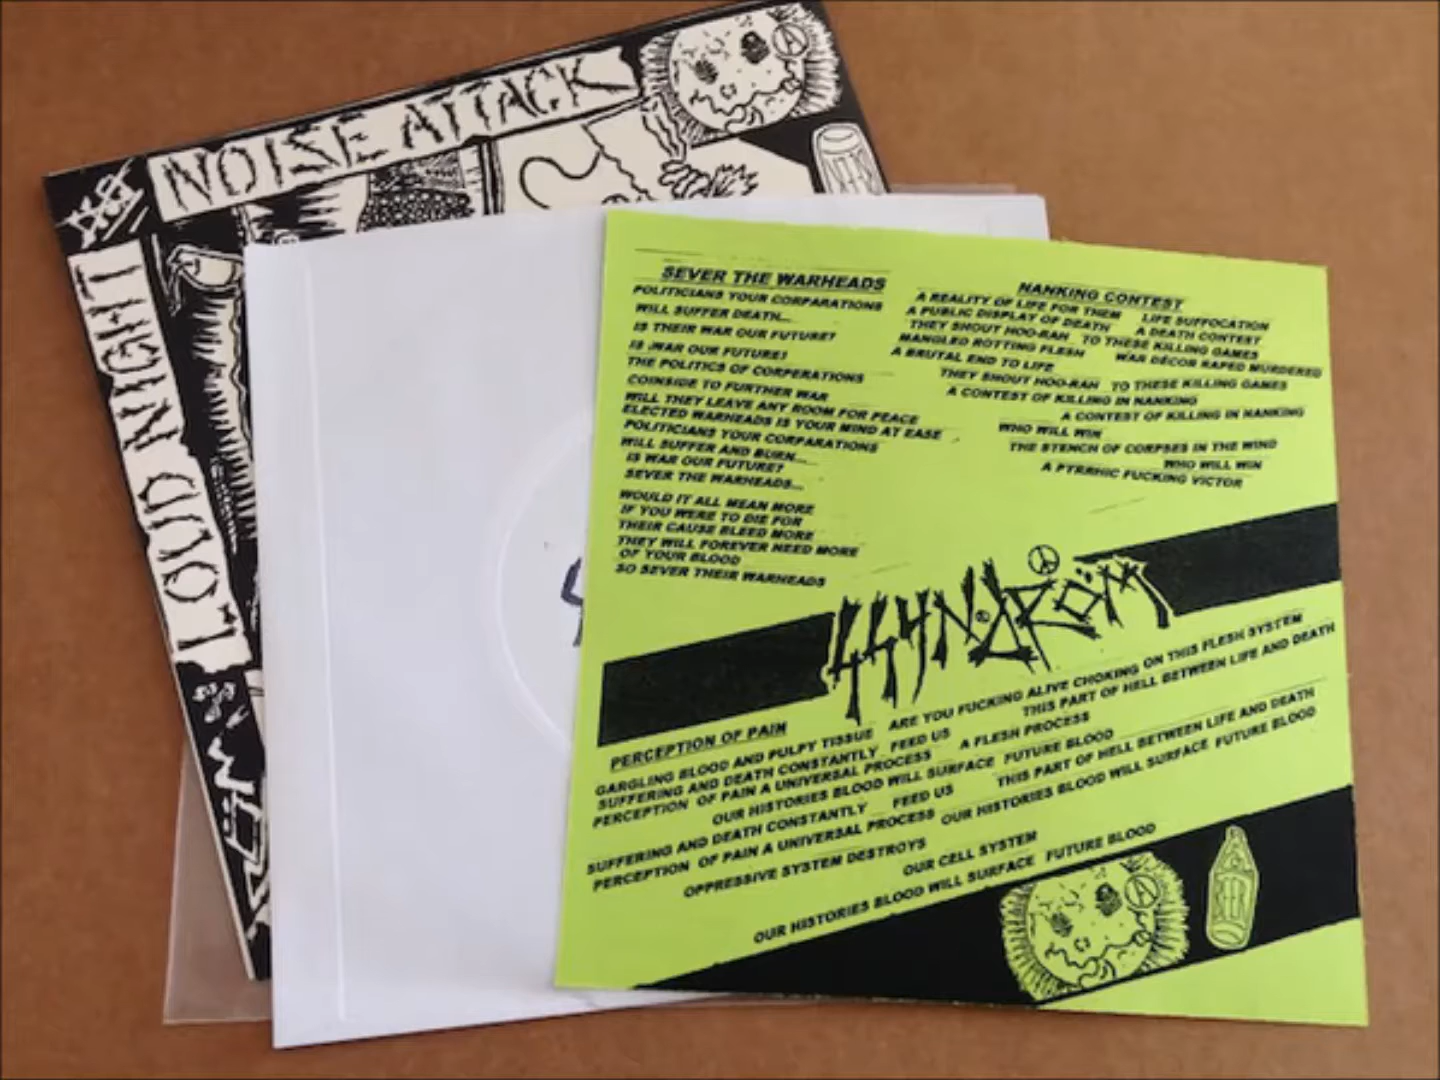 NOISE ATTACK
LOUD NIGHT
BEER
SEVER THE WARHEADS
POLITICIANS YOUR CORPARATIONS
WILL SUFFER DEATH...
IS THEIR WAR OUR FUTURE?
IS WAR OUR FUTURE!
THE POLITICS OF CORPERATIONS
COINSIDE TO FURTHER WAR
WILL THEY LEAVE ANY ROOM FOR PEACE
ELECTED WARHEADS IS YOUR MIND AT EASE
POLITICIANS YOUR CORPARATIONS
WILL SUFFER AND BURN....
IS WAR OUR FUTURE?
SEVER THE WARHEADS...
WOULD IT ALL MEAN MORE
IF YOU WERE TO DIE FOR
THEIR CAUSE BLEED MORE
THEY WILL FOREVER NEED MORE
OF YOUR BLOOD
SO SEVER THEIR WARHEADS
NANKING CONTEST
A REALITY OF LIFE FOR THEM LIFE SUFFOCATION
A PUBLIC DISPLAY OF DEATH A DEATH CONTEST
THEY SHOUT HOO-RAH TO THESE KILLING GAMES
MANGLED ROTTING FLESH WAR DÉCOR RAPED MURDERED
A BRUTAL END TO LIFE
THEY SHOUT HOO-RAH TO THESE KILLING GAMES
A CONTEST OF KILLING IN NANKING
A CONTEST OF KILLING IN NANKING
WHO WILL WIN
THE STENCH OF CORPSES IN THE WIND
WHO WILL WIN
A PYRRHIC FUCKING VICTOR
PERCEPTION OF PAIN
GARGLING BLOOD AND PULPY TISSUE ARE YOU FUCKING ALIVE CHOKING ON THIS FLESH SYSTEM
SUFFERING AND DEATH CONSTANTLY FEED US THIS PART OF HELL BETWEEN LIFE AND DEATH
PERCEPTION OF PAIN A UNIVERSAL PROCESS A FLESH PROCESS
OUR HISTORIES BLOOD WILL SURFACE FUTURE BLOOD
SUFFERING AND DEATH CONSTANTLY FEED US THIS PART OF HELL BETWEEN LIFE AND DEATH
PERCEPTION OF PAIN A UNIVERSAL PROCESS OUR HISTORIES BLOOD WILL SURFACE FUTURE BLOOD
OPPRESSIVE SYSTEM DESTROYS OUR CELL SYSTEM
OUR HISTORIES BLOOD WILL SURFACE FUTURE BLOOD
BEER